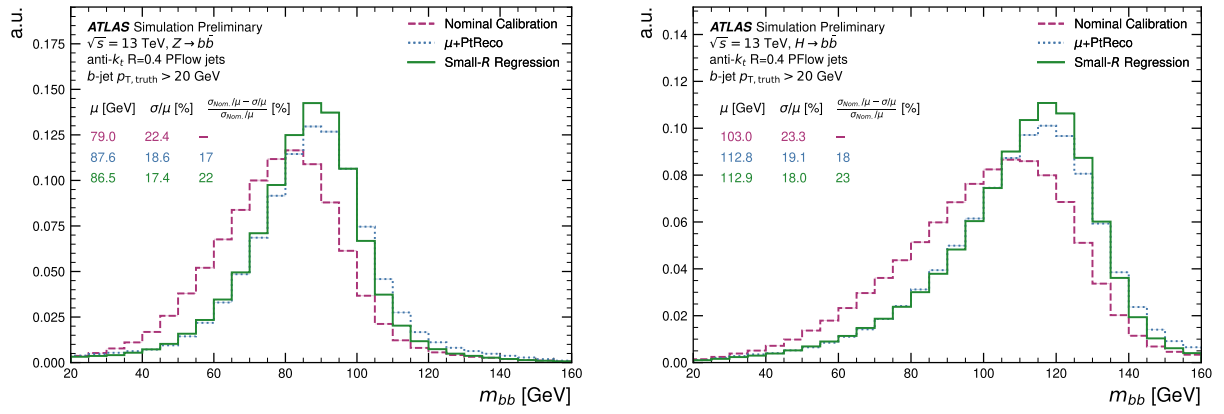 a.u.
ATLAS Simulation Preliminary
√s = 13 TeV, Z → bb̄
anti-kt R=0.4 PFlow jets
b-jet pT, truth > 20 GeV
Nominal Calibration
μ+PtReco
Small-R Regression
μ [GeV] σ/μ [%] (σNom./μ − σ/μ)/(σNom./μ) [%]
79.0 22.4 –
87.6 18.6 17
86.5 17.4 22
0.175
0.150
0.125
0.100
0.075
0.050
0.025
0.000
20 40 60 80 100 120 140 160
mbb [GeV]
a.u.
ATLAS Simulation Preliminary
√s = 13 TeV, H → bb̄
anti-kt R=0.4 PFlow jets
b-jet pT, truth > 20 GeV
Nominal Calibration
μ+PtReco
Small-R Regression
μ [GeV] σ/μ [%] (σNom./μ − σ/μ)/(σNom./μ) [%]
103.0 23.3 –
112.8 19.1 18
112.9 18.0 23
0.14
0.12
0.10
0.08
0.06
0.04
0.02
0.00
20 40 60 80 100 120 140 160
mbb [GeV]